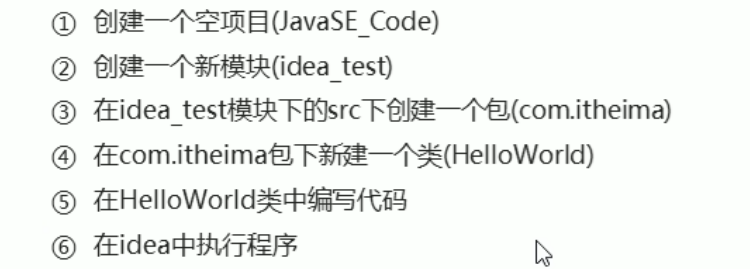 ① 创建一个空项目(JavaSE_Code)
② 创建一个新模块(idea_test)
③ 在idea_test模块下的src下创建一个包(com.itheima)
④ 在com.itheima包下新建一个类(HelloWorld)
⑤ 在HelloWorld类中编写代码
⑥ 在idea中执行程序